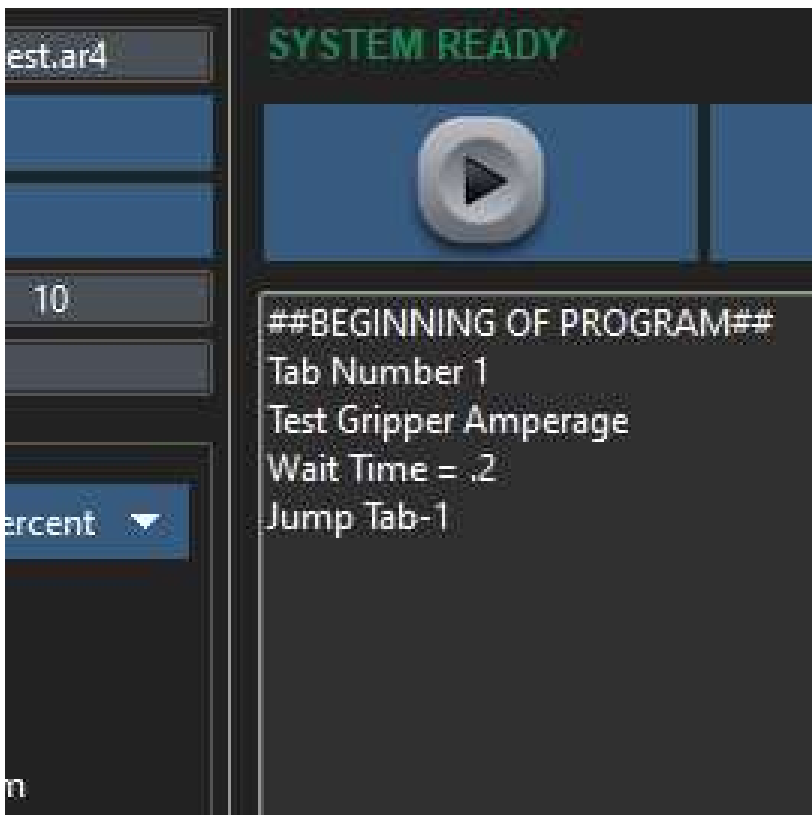 est.ar4
10
ercent
m
SYSTEM READY
##BEGINNING OF PROGRAM##
Tab Number 1
Test Gripper Amperage
Wait Time = .2
Jump Tab-1